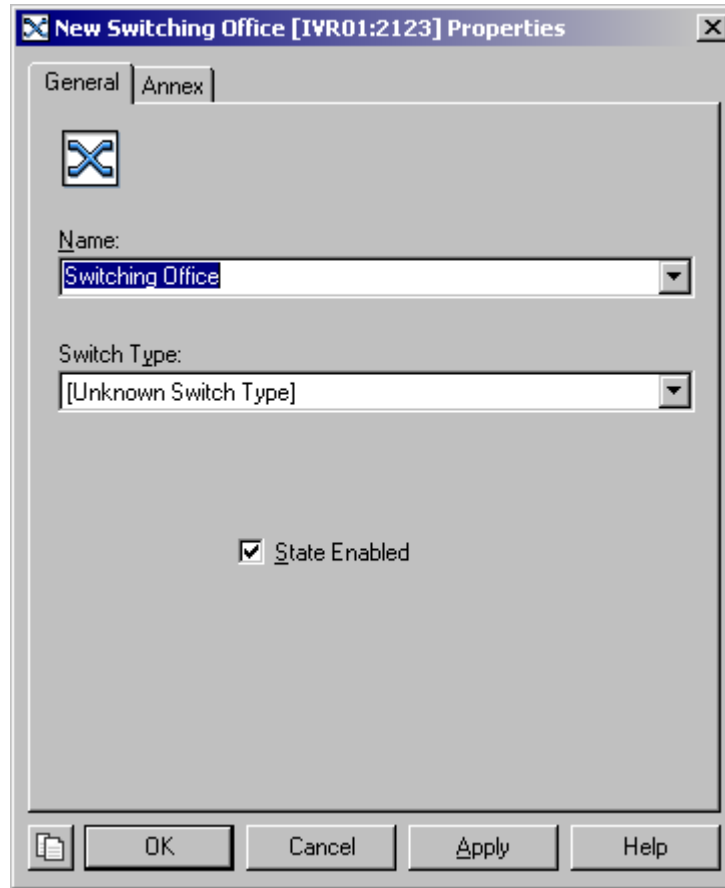 New Switching Office [IVR01:2123] Properties
General Annex
Name:
Switching Office
Switch Type:
[Unknown Switch Type]
State Enabled
OK Cancel Apply Help